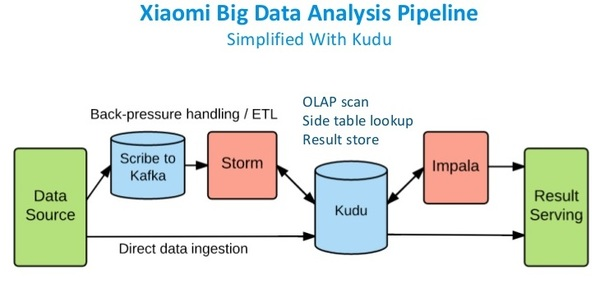 Xiaomi Big Data Analysis Pipeline
Simplified With Kudu
Back-pressure handling / ETL
OLAP scan
Side table lookup
Result store
Data
Source
Scribe to
Kafka
Storm
Kudu
Impala
Result
Serving
Direct data ingestion